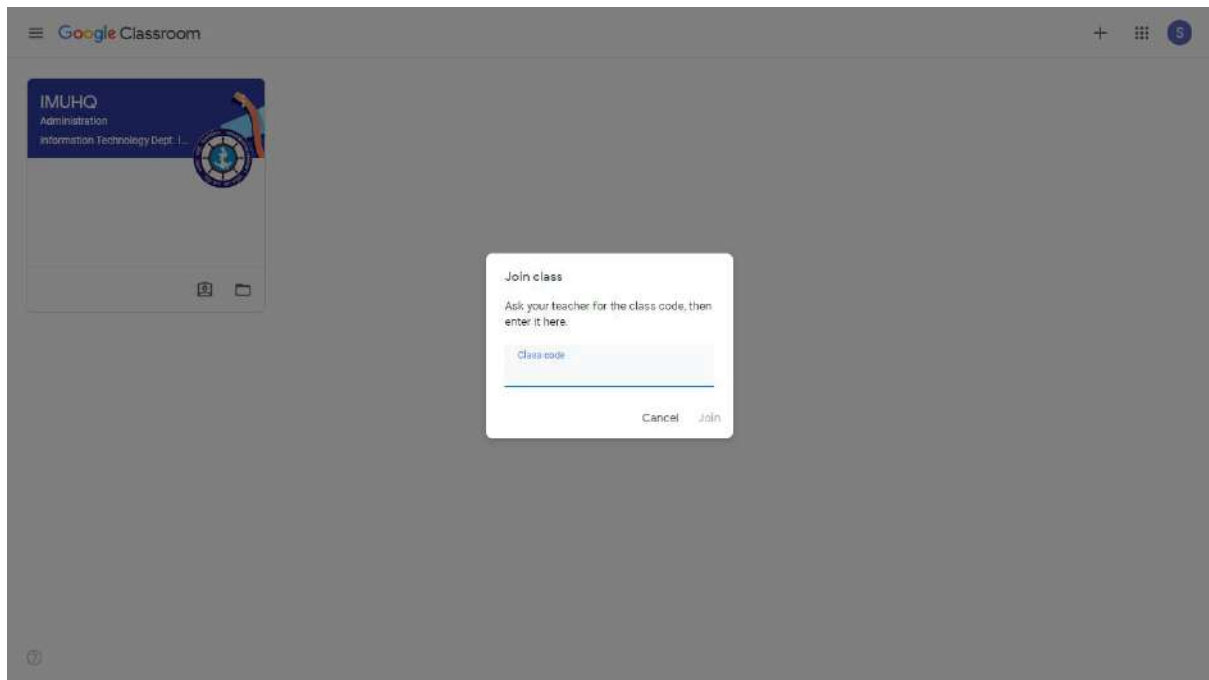 Google Classroom
S
IMUHQ
Administration
Information Technology Dept. I...
Join class
Ask your teacher for the class code, then
enter it here.
Class code
Cancel Join